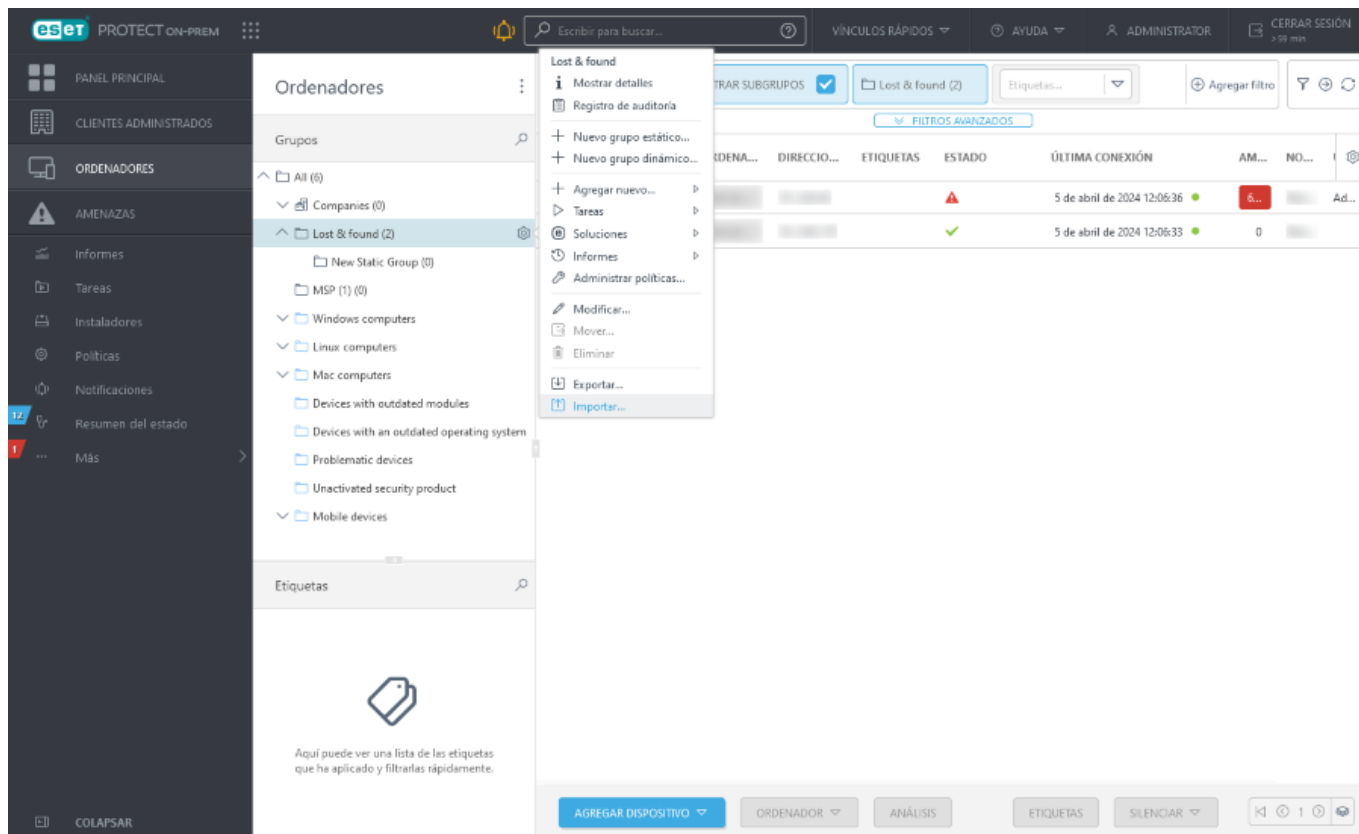 eset PROTECT ON-PREM
Escribir para buscar...
VÍNCULOS RÁPIDOS
AYUDA
ADMINISTRATOR
CERRAR SESIÓN
>59 min
PANEL PRINCIPAL
CLIENTES ADMINISTRADOS
ORDENADORES
AMENAZAS
Informes
Tareas
Instaladores
Políticas
Notificaciones
12
Resumen del estado
1
Más
COLAPSAR
Ordenadores
Grupos
All (6)
Companies (0)
Lost & found (2)
New Static Group (0)
MSP (1) (0)
Windows computers
Linux computers
Mac computers
Devices with outdated modules
Devices with an outdated operating system
Problematic devices
Unactivated security product
Mobile devices
Etiquetas
Aquí puede ver una lista de las etiquetas
que ha aplicado y filtrarlas rápidamente.
Lost & found
Mostrar detalles
Registro de auditoría
Nuevo grupo estático...
Nuevo grupo dinámico...
Agregar nuevo...
Tareas
Soluciones
Informes
Administrar políticas...
Modificar...
Mover...
Eliminar
Exportar...
Importar...
TRAR SUBGRUPOS
Lost & found (2)
Etiquetas...
Agregar filtro
FILTROS AVANZADOS
RDENA... DIRECCIO... ETIQUETAS ESTADO ÚLTIMA CONEXIÓN AM... NO...
5 de abril de 2024 12:06:36 6... Ad...
5 de abril de 2024 12:06:33 0
AGREGAR DISPOSITIVO
ORDENADOR
ANÁLISIS
ETIQUETAS
SILENCIAR
1